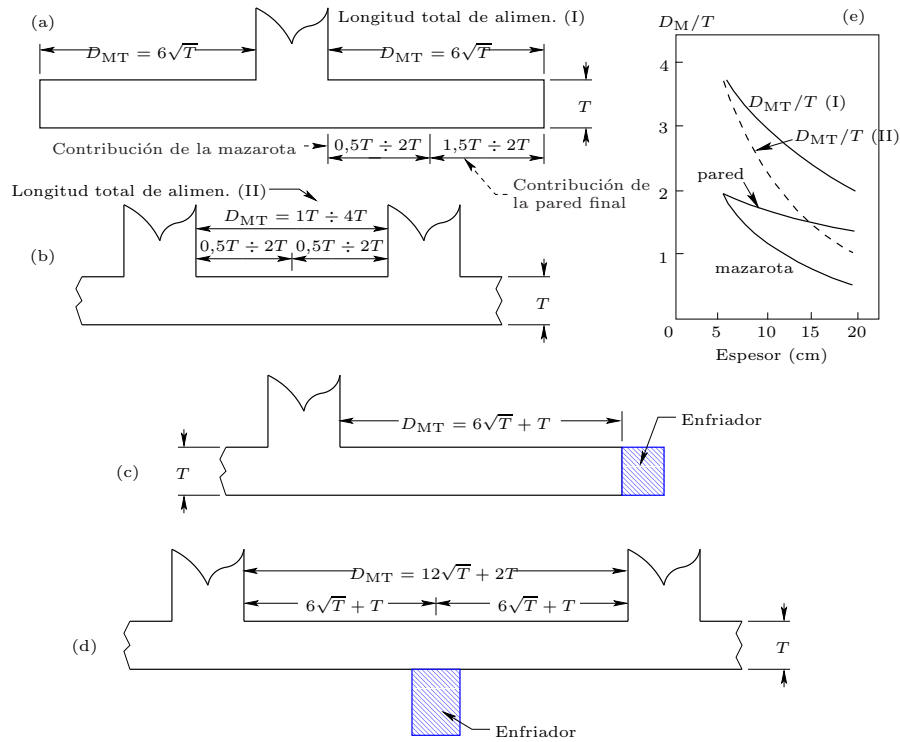 (a)
Longitud total de alimen. (I)
D_MT = 6√T
D_MT = 6√T
T
Contribución de la mazarota
0,5T ÷ 2T
1,5T ÷ 2T
Contribución de
la pared final
Longitud total de alimen. (II)
D_MT = 1T ÷ 4T
0,5T ÷ 2T
0,5T ÷ 2T
(b)
T
(e)
D_M/T
4
3
2
1
0
5
10
15
20
D_MT/T (I)
D_MT/T (II)
pared
mazarota
Espesor (cm)
D_MT = 6√T + T
Enfriador
(c)
T
D_MT = 12√T + 2T
6√T + T
6√T + T
(d)
T
Enfriador